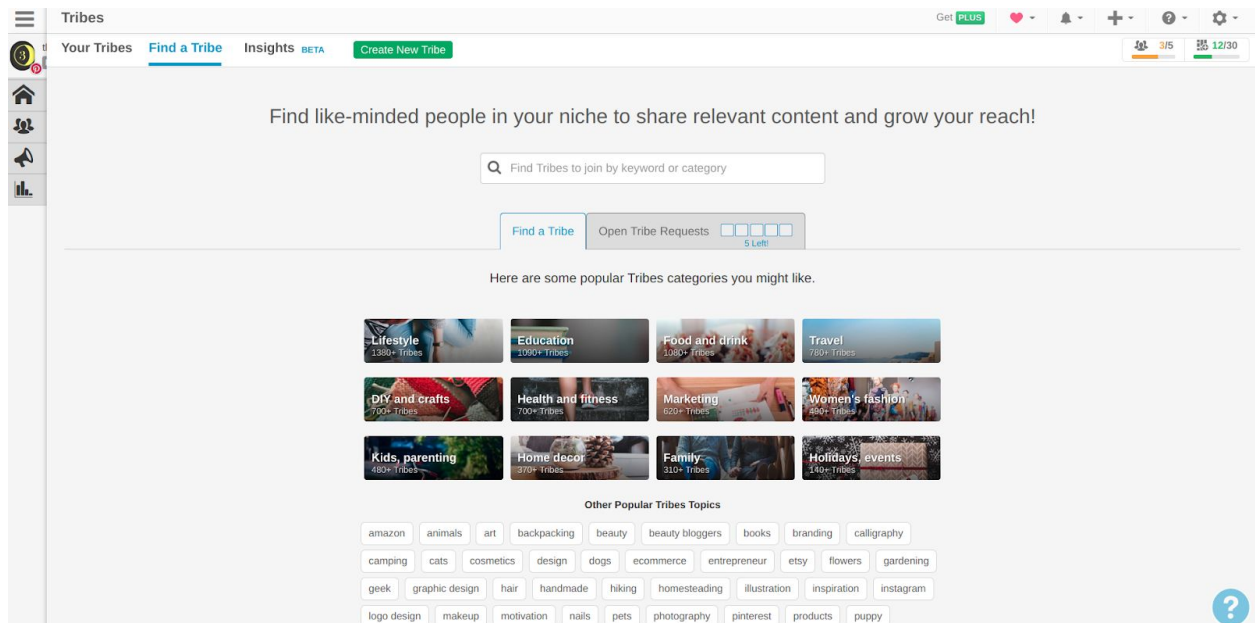 Tribes
Get PLUS
Your Tribes Find a Tribe Insights BETA Create New Tribe
3/5 12/30
Find like-minded people in your niche to share relevant content and grow your reach!
Find Tribes to join by keyword or category
Find a Tribe Open Tribe Requests
5 Left!
Here are some popular Tribes categories you might like.
Lifestyle Education Food and drink Travel
1380+ Tribes 1090+ Tribes 1080+ Tribes 780+ Tribes
DIY and crafts Health and fitness Marketing Women's fashion
700+ Tribes 700+ Tribes 620+ Tribes 490+ Tribes
Kids, parenting Home decor Family Holidays, events
480+ Tribes 370+ Tribes 310+ Tribes 140+ Tribes
Other Popular Tribes Topics
amazon animals art backpacking beauty beauty bloggers books branding calligraphy
camping cats cosmetics design dogs ecommerce entrepreneur etsy flowers gardening
geek graphic design hair handmade hiking homesteading illustration inspiration instagram
logo design makeup motivation nails pets photography pinterest products puppy